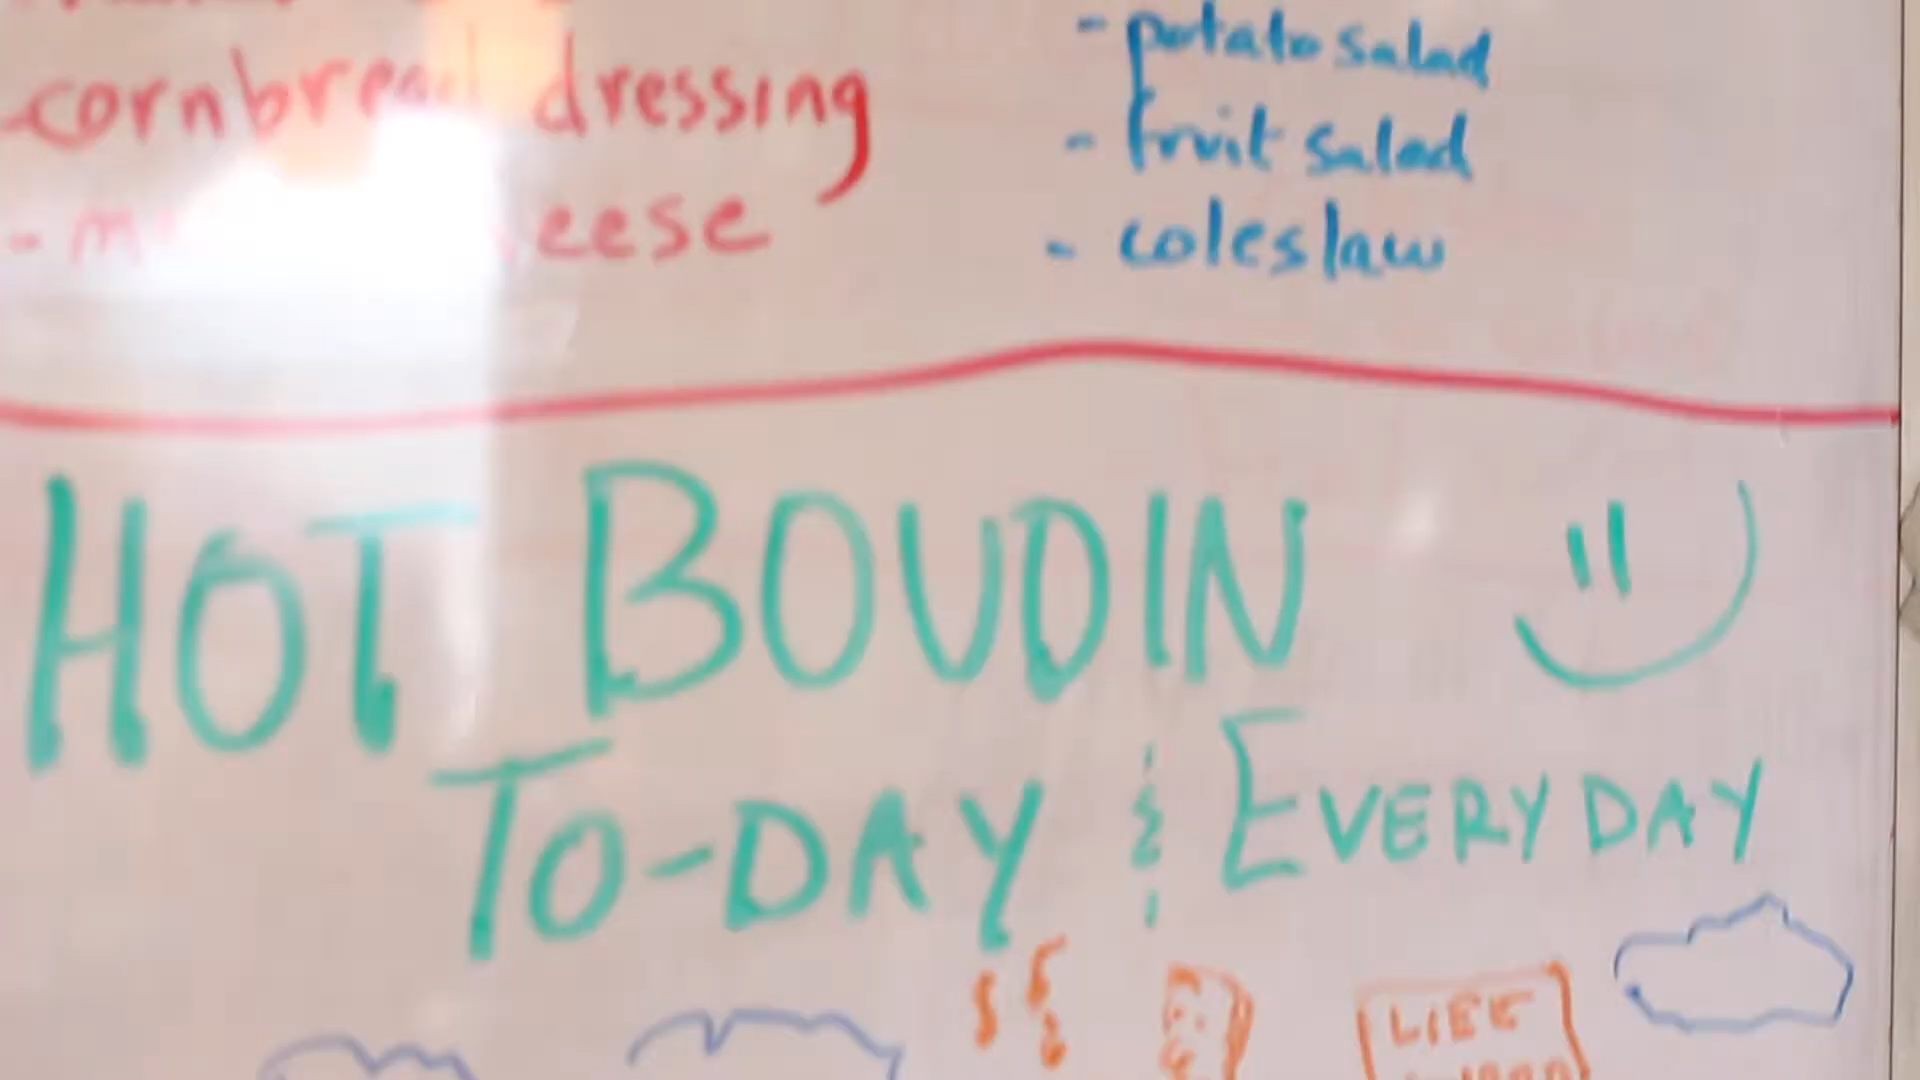 -cornbread dressing
- potato salad
- fruit salad
- coleslaw
HOT BOUDIN
TO-DAY & EVERYDAY